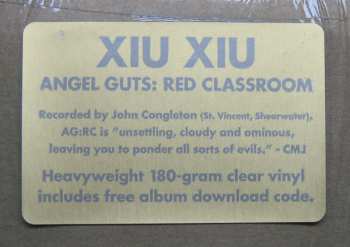 XIU XIU
ANGEL GUTS: RED CLASSROOM
Recorded by John Congleton (St. Vincent, Shearwater),
AG:RC is "unsettling, cloudy and ominous,
leaving you to ponder all sorts of evils." - CMJ
Heavyweight 180-gram clear vinyl
includes free album download code.